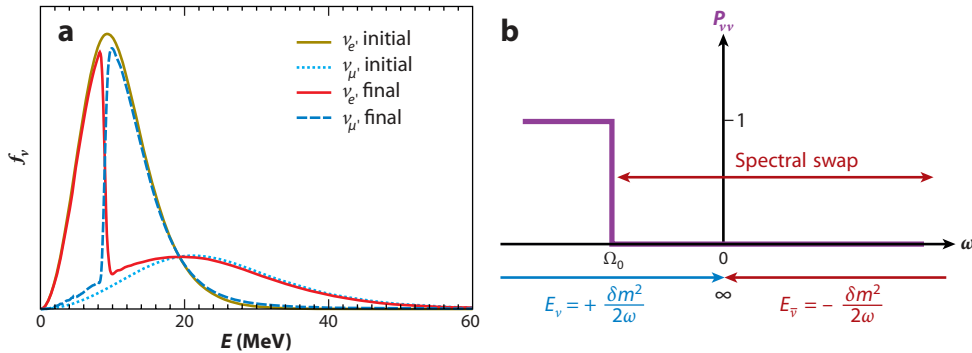 a
ν_e' initial
ν_μ' initial
ν_e' final
ν_μ' final
f_ν
0 20 40 60
E (MeV)
b
P_νν
1
Spectral swap
Ω_0 0 ω
∞
E_ν = + δm²/2ω
E_ν̄ = − δm²/2ω